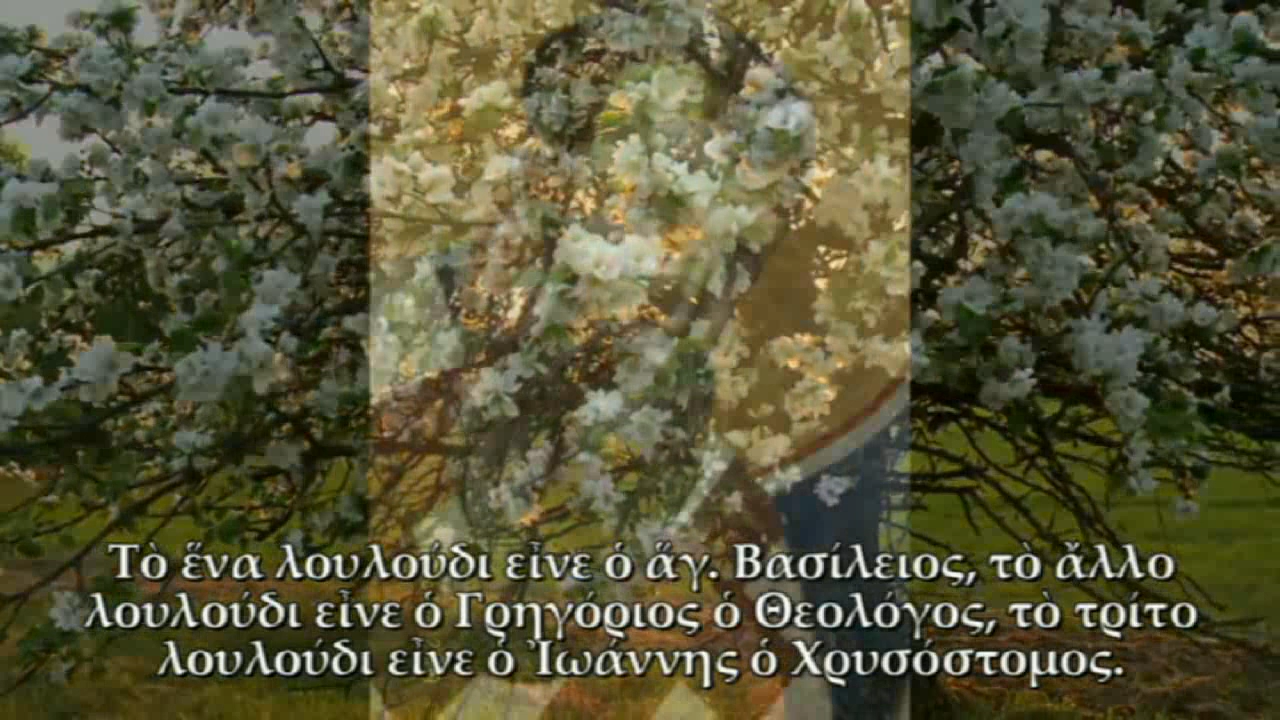 Τὸ ἕνα λουλούδι εἶνε ὁ ἅγ. Βασίλειος, τὸ ἄλλο
λουλούδι εἶνε ὁ Γρηγόριος ὁ Θεολόγος, τὸ τρίτο
λουλούδι εἶνε ὁ Ἰωάννης ὁ Χρυσόστομος.